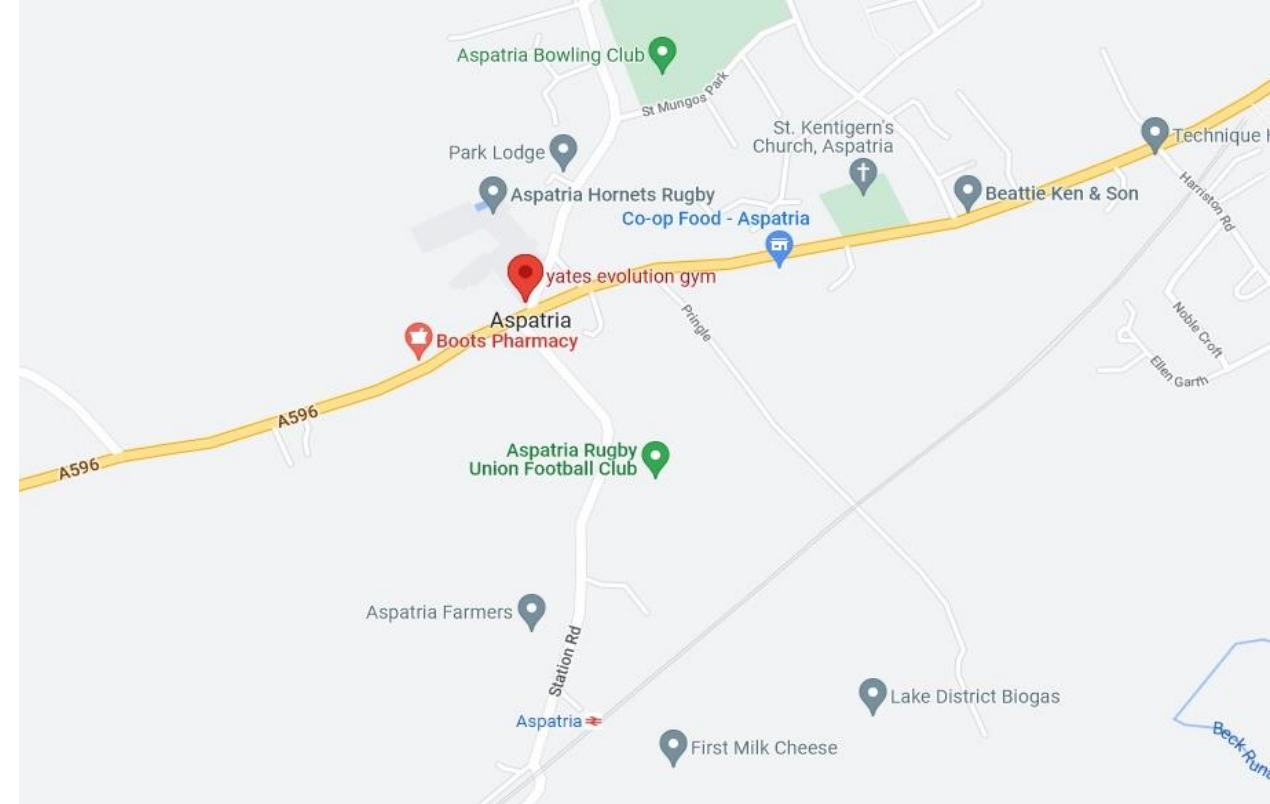 Aspatria Bowling Club
St Mungos Park
St. Kentigern's
Church, Aspatria
Technique
Park Lodge
Aspatria Hornets Rugby
Beattie Ken & Son
Harriston Rd
Co-op Food - Aspatria
yates evolution gym
Aspatria
Boots Pharmacy
Pringle
Noble Croft
Ellen Garth
A596
A596
Aspatria Rugby
Union Football Club
Aspatria Farmers
Station Rd
Lake District Biogas
Aspatria
First Milk Cheese
Beck Rund